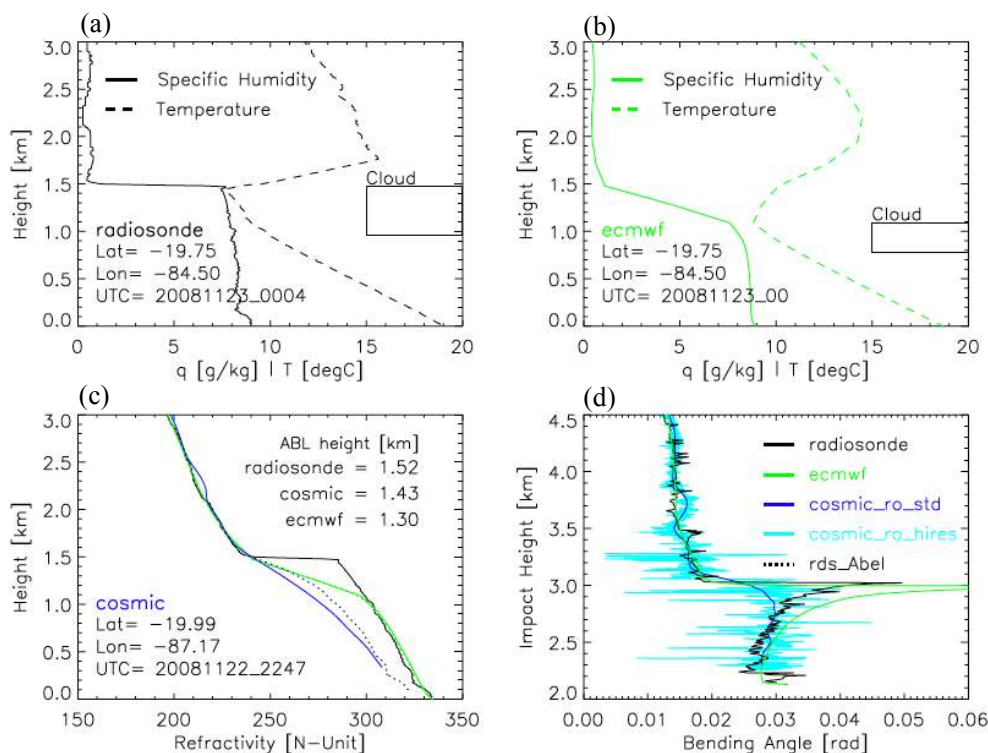 (a)
3.0
2.5
2.0
1.5
1.0
0.5
0.0
Height [km]
Specific Humidity
Temperature
Cloud
radiosonde
Lat= −19.75
Lon= −84.50
UTC= 20081123_0004
0 5 10 15 20
q [g/kg] | T [degC]
(b)
3.0
2.5
2.0
1.5
1.0
0.5
0.0
Height [km]
Specific Humidity
Temperature
Cloud
ecmwf
Lat= −19.75
Lon= −84.50
UTC= 20081123_00
0 5 10 15 20
q [g/kg] | T [degC]
(c)
3.0
2.5
2.0
1.5
1.0
0.5
0.0
Height [km]
ABL height [km]
radiosonde = 1.52
cosmic = 1.43
ecmwf = 1.30
cosmic
Lat= −19.99
Lon= −87.17
UTC= 20081122_2247
150 200 250 300 350
Refractivity [N−Unit]
(d)
4.5
4.0
3.5
3.0
2.5
2.0
Impact Height [km]
radiosonde
ecmwf
cosmic_ro_std
cosmic_ro_hires
rds_Abel
0.00 0.01 0.02 0.03 0.04 0.05 0.06
Bending Angle [rad]